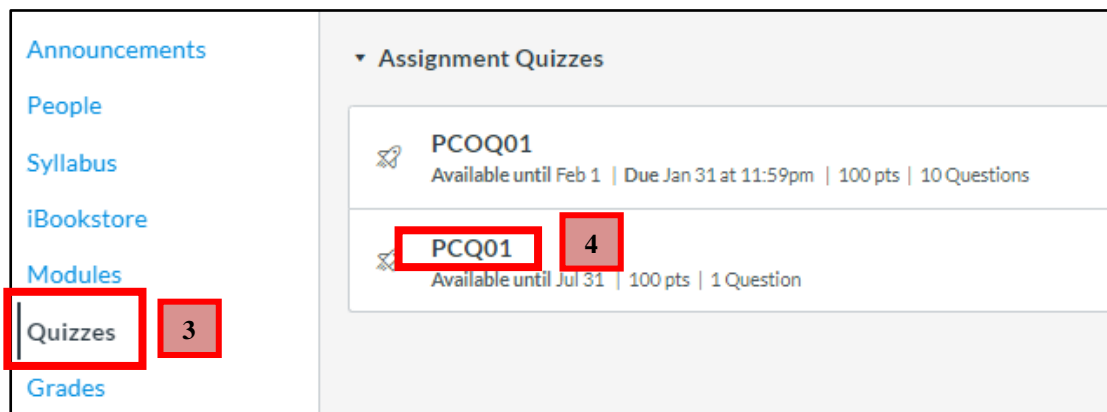 Announcements
People
Syllabus
iBookstore
Modules
Quizzes
3
Grades
Assignment Quizzes
PCOQ01
Available until Feb 1 | Due Jan 31 at 11:59pm | 100 pts | 10 Questions
PCQ01
4
Available until Jul 31 | 100 pts | 1 Question